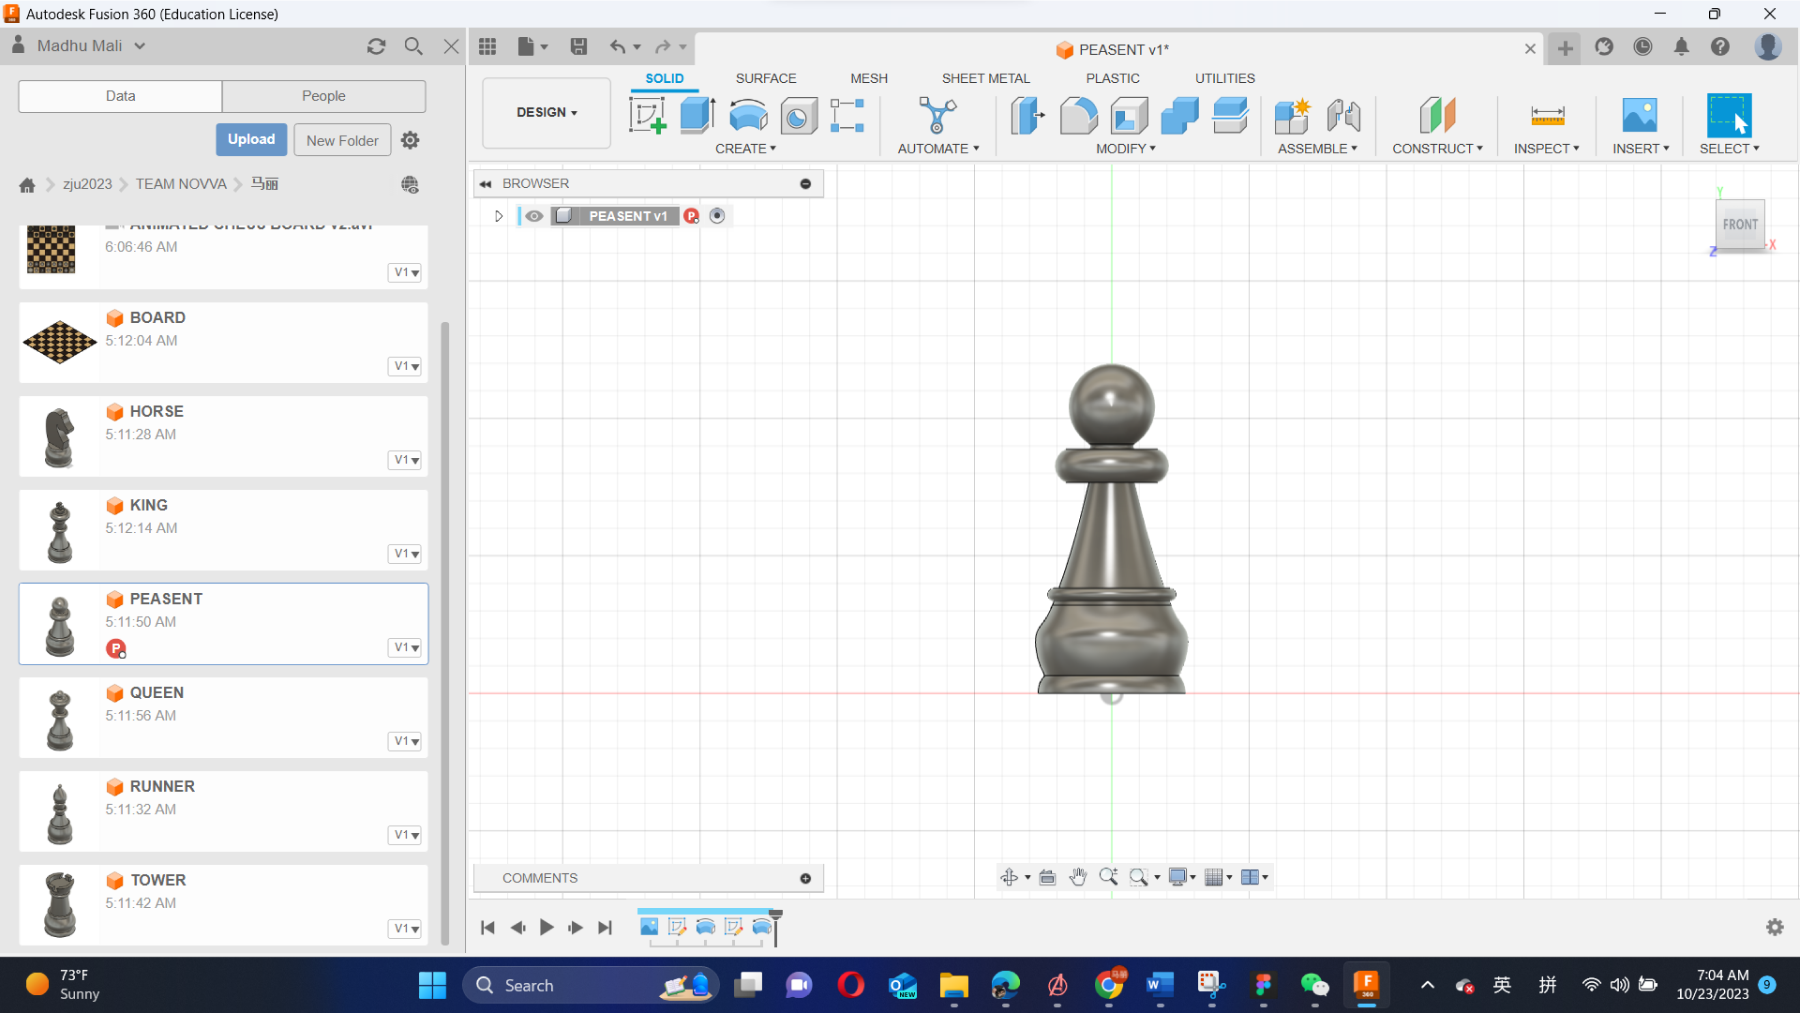 Autodesk Fusion 360 (Education License)
Madhu Mali
PEASENT v1*
Data
People
Upload
New Folder
zju2023
TEAM NOVVA
马丽
SOLID
SURFACE
MESH
SHEET METAL
PLASTIC
UTILITIES
DESIGN
CREATE
AUTOMATE
MODIFY
ASSEMBLE
CONSTRUCT
INSPECT
INSERT
SELECT
BROWSER
PEASENT v1
P
Y
FRONT
Z
-X
ANIMATED CHESS BOARD v2.avi
6:06:46 AM
V1
BOARD
5:12:04 AM
V1
HORSE
5:11:28 AM
V1
KING
5:12:14 AM
V1
PEASENT
5:11:50 AM
P
V1
QUEEN
5:11:56 AM
V1
RUNNER
5:11:32 AM
V1
TOWER
5:11:42 AM
V1
COMMENTS
73°F
Sunny
Search
NEW
W
F
360
英
拼
7:04 AM
10/23/2023
9